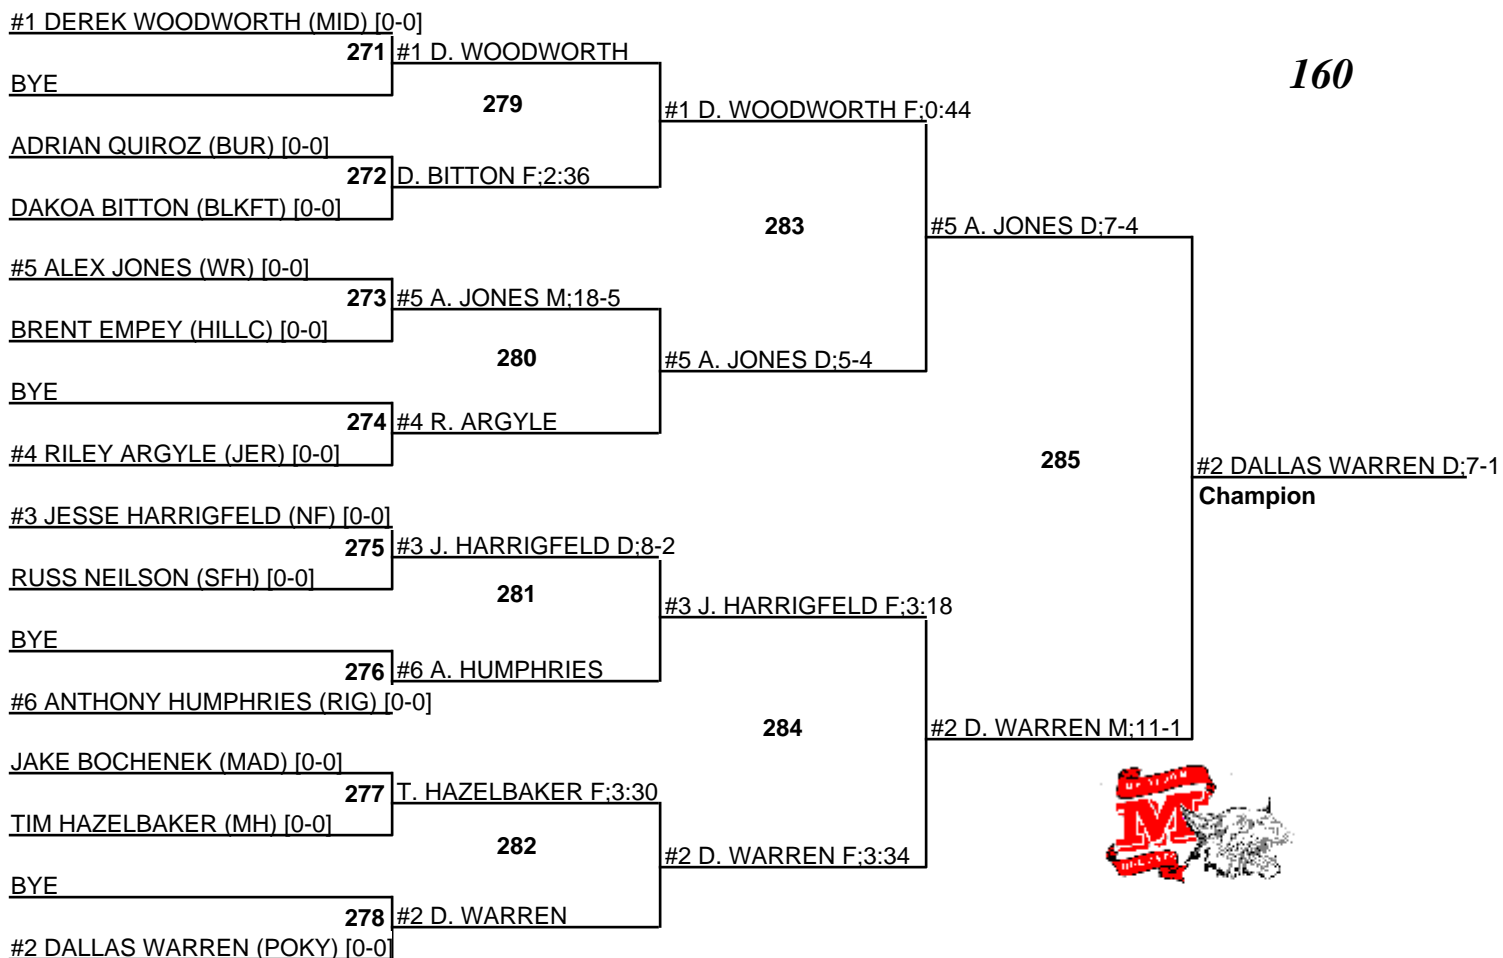 #1 DEREK WOODWORTH (MID) [0-0]
271 #1 D. WOODWORTH
BYE
160
279
#1 D. WOODWORTH F;0:44
ADRIAN QUIROZ (BUR) [0-0]
272 D. BITTON F;2:36
DAKOA BITTON (BLKFT) [0-0]
283
#5 A. JONES D;7-4
#5 ALEX JONES (WR) [0-0]
273 #5 A. JONES M;18-5
BRENT EMPEY (HILLC) [0-0]
280
#5 A. JONES D;5-4
BYE
274 #4 R. ARGYLE
#4 RILEY ARGYLE (JER) [0-0]
285
#2 DALLAS WARREN D;7-1
Champion
#3 JESSE HARRIGFELD (NF) [0-0]
275 #3 J. HARRIGFELD D;8-2
RUSS NEILSON (SFH) [0-0]
281
#3 J. HARRIGFELD F;3:18
BYE
276 #6 A. HUMPHRIES
#6 ANTHONY HUMPHRIES (RIG) [0-0]
284
#2 D. WARREN M;11-1
JAKE BOCHENEK (MAD) [0-0]
277 T. HAZELBAKER F;3:30
TIM HAZELBAKER (MH) [0-0]
282
#2 D. WARREN F;3:34
BYE
278 #2 D. WARREN
#2 DALLAS WARREN (POKY) [0-0]
M